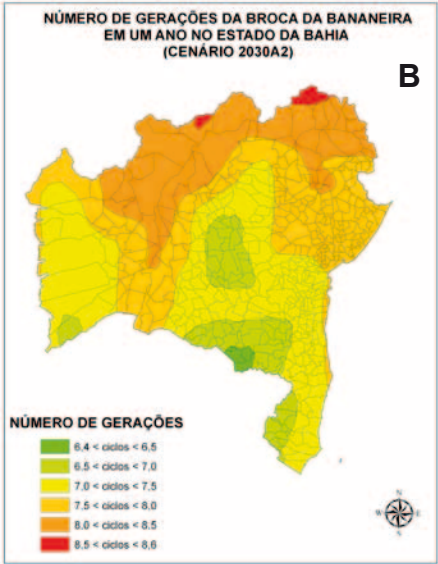 NÚMERO DE GERAÇÕES DA BROCA DA BANANEIRA
EM UM ANO NO ESTADO DA BAHIA
(CENÁRIO 2030A2)
B
NÚMERO DE GERAÇÕES
6,4 < ciclos < 6,5
6,5 < ciclos < 7,0
7,0 < ciclos < 7,5
7,5 < ciclos < 8,0
8,0 < ciclos < 8,5
8,5 < ciclos < 8,6
N
W E
S